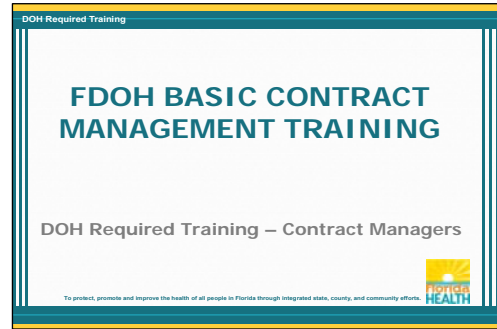 DOH Required Training
FDOH BASIC CONTRACT
MANAGEMENT TRAINING
DOH Required Training – Contract Managers
To protect, promote and improve the health of all people in Florida through integrated state, county, and community efforts.
Florida
HEALTH